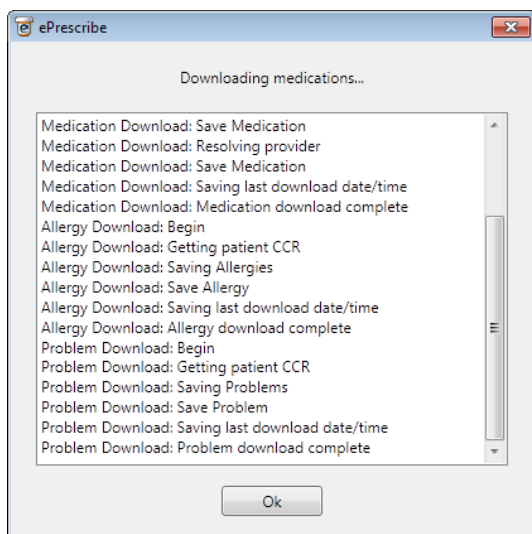 ePrescribe
Downloading medications...
Medication Download: Save Medication
Medication Download: Resolving provider
Medication Download: Save Medication
Medication Download: Saving last download date/time
Medication Download: Medication download complete
Allergy Download: Begin
Allergy Download: Getting patient CCR
Allergy Download: Saving Allergies
Allergy Download: Save Allergy
Allergy Download: Saving last download date/time
Allergy Download: Allergy download complete
Problem Download: Begin
Problem Download: Getting patient CCR
Problem Download: Saving Problems
Problem Download: Save Problem
Problem Download: Saving last download date/time
Problem Download: Problem download complete
Ok